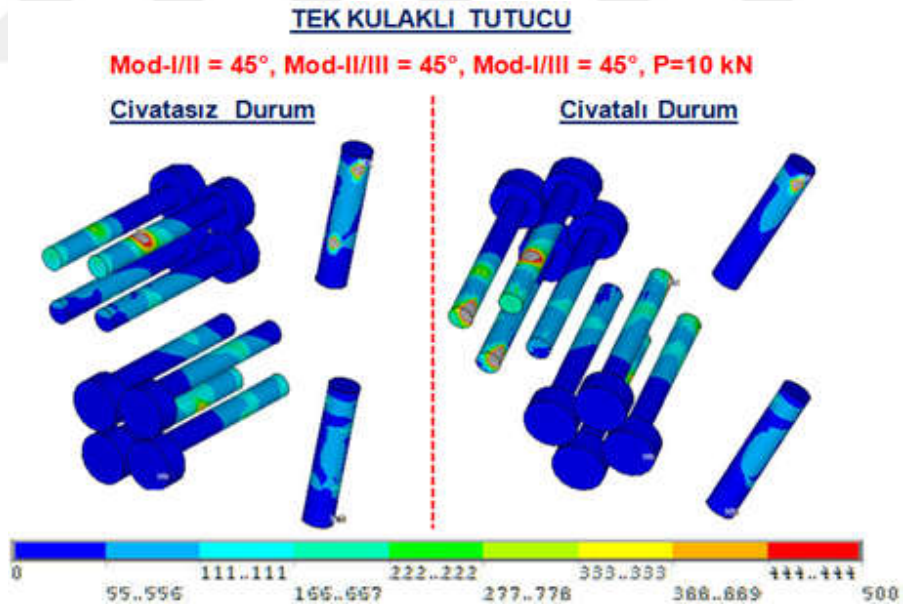 TEK KULAKLI TUTUCU
Mod-I/II = 45°, Mod-II/III = 45°, Mod-I/III = 45°, P=10 kN
Civatasız Durum
Civatalı Durum
0
111..111
222..222
333..333
444..444
55..556
166..667
277..778
388..889
500